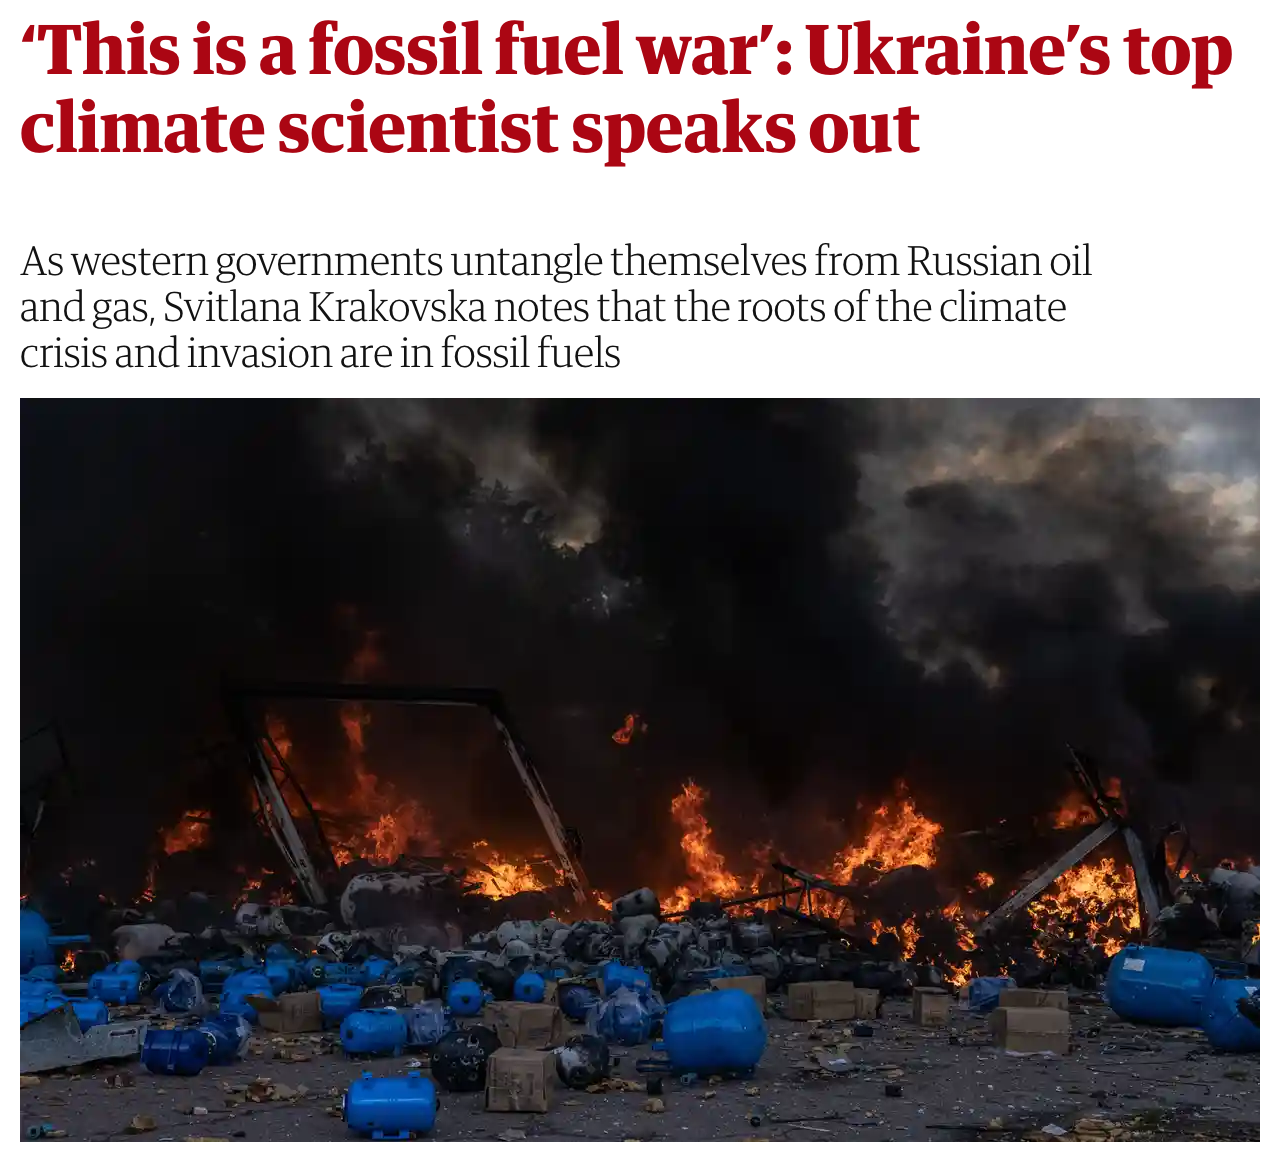 ‘This is a fossil fuel war’: Ukraine’s top
climate scientist speaks out
As western governments untangle themselves from Russian oil
and gas, Svitlana Krakovska notes that the roots of the climate
crisis and invasion are in fossil fuels